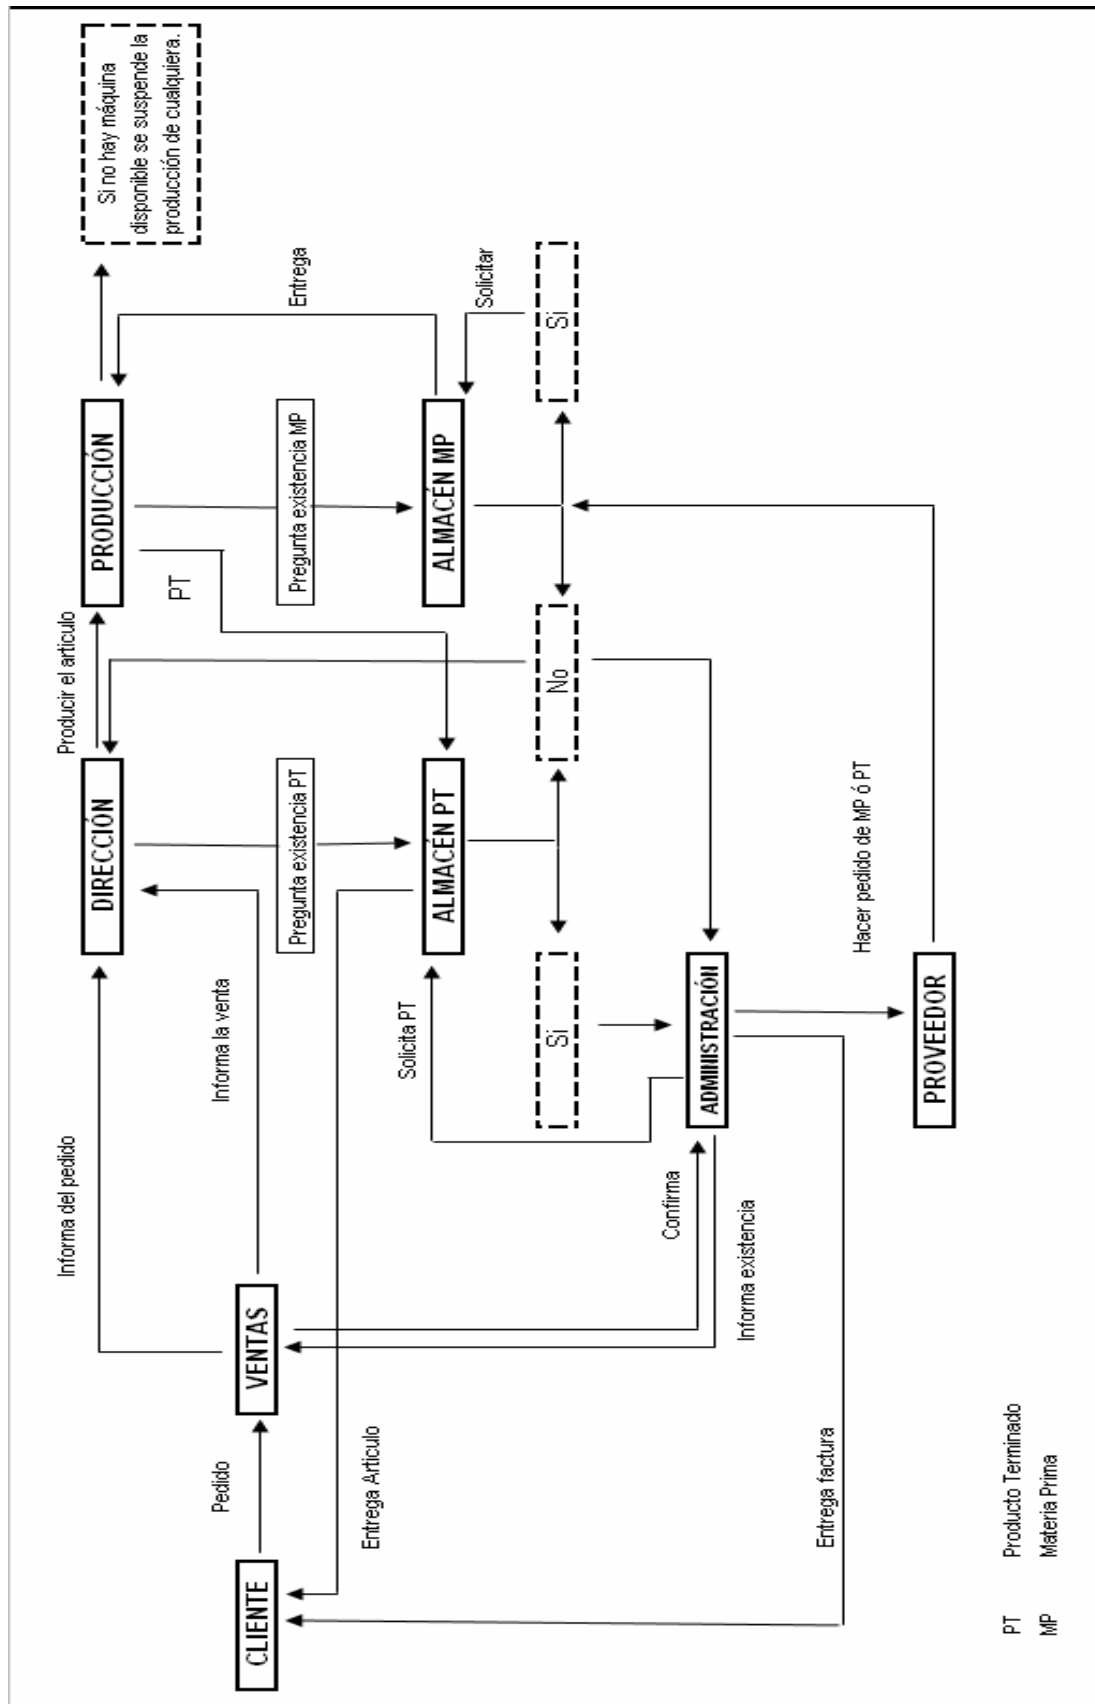 Si no hay máquina
disponible se suspende la
producción de cualquiera.
Informa del pedido
DIRECCIÓN
Producir el articulo
PRODUCCIÓN
PT
Entrega
Pedido
Informa la venta
CLIENTE
VENTAS
Pregunta existencia PT
Pregunta existencia MP
Entrega Articulo
Solicita PT
ALMACÉN PT
ALMACÉN MP
Solicitar
Si
No
Si
Confirma
ADMINISTRACIÓN
Informa existencia
Entrega factura
Hacer pedido de MP ó PT
PROVEEDOR
PT Producto Terminado
MP Materia Prima